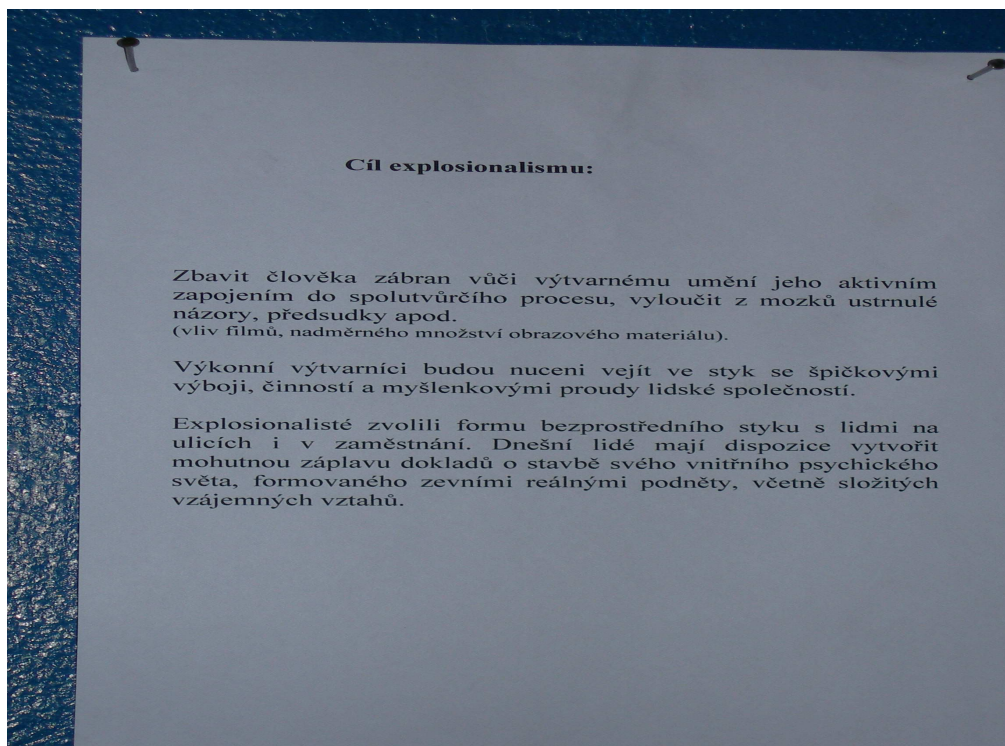 Cíl explosionalismu:
Zbavit člověka zábran vůči výtvarnému umění jeho aktivním
zapojením do spolutvůrčího procesu, vyloučit z mozků ustrnulé
názory, předsudky apod.
(vliv filmů, nadměrného množství obrazového materiálu).
Výkonní výtvarníci budou nuceni vejít ve styk se špičkovými
výboji, činností a myšlenkovými proudy lidské společností.
Explosionalisté zvolili formu bezprostředního styku s lidmi na
ulicích i v zaměstnání. Dnešní lidé mají dispozice vytvořit
mohutnou záplavu dokladů o stavbě svého vnitřního psychického
světa, formovaného zevními reálnými podněty, včetně složitých
vzájemných vztahů.